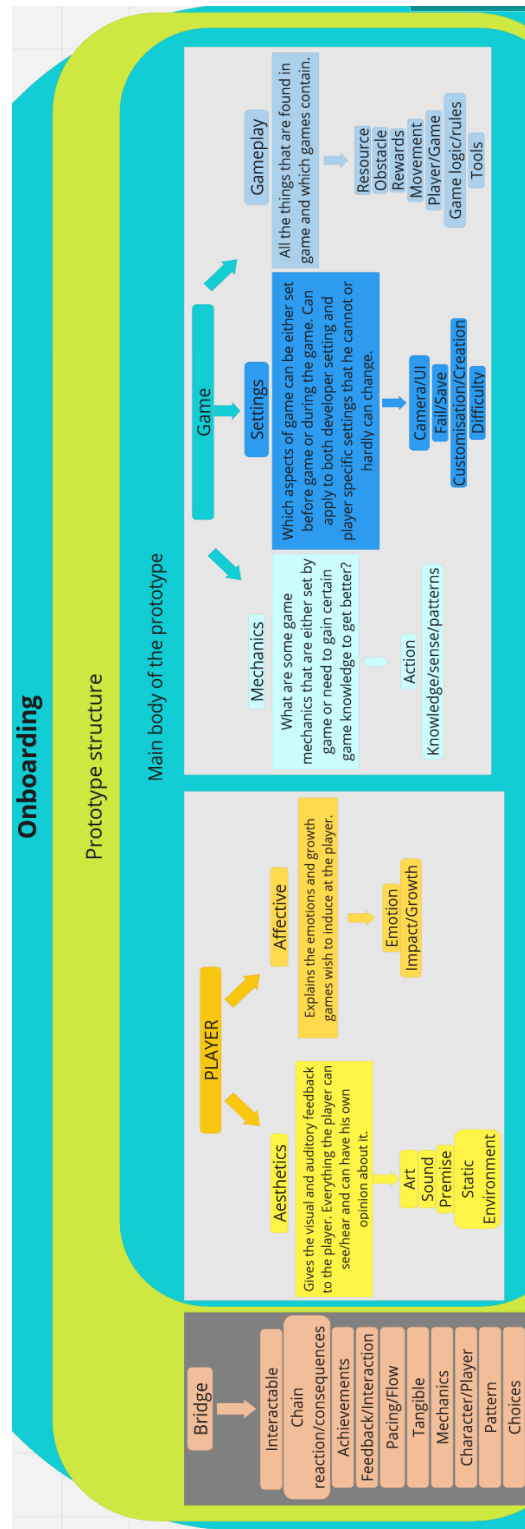 Onboarding
Prototype structure
Main body of the prototype
Bridge
Interactable
Chain
reaction/consequences
Achievements
Feedback/Interaction
Pacing/Flow
Tangible
Mechanics
Character/Player
Pattern
Choices
PLAYER
Aesthetics
Gives the visual and auditory feedback
to the player. Everything the player can
see/hear and can have his own
opinion about it.
Art
Sound
Premise
Static
Environment
Affective
Explains the emotions and growth
games wish to induce at the player.
Emotion
Impact/Growth
Game
Mechanics
What are some game
mechanics that are either set by
game or need to gain certain
game knowledge to get better?
Action
Knowledge/sense/patterns
Settings
Which aspects of game can be either set
before game or during the game. Can
apply to both developer setting and
player specific settings that he cannot or
hardly can change.
Camera/UI
Fail/Save
Customisation/Creation
Difficulty
Gameplay
All the things that are found in
game and which games contain.
Resource
Obstacle
Rewards
Movement
Player/Game
Game logic/rules
Tools